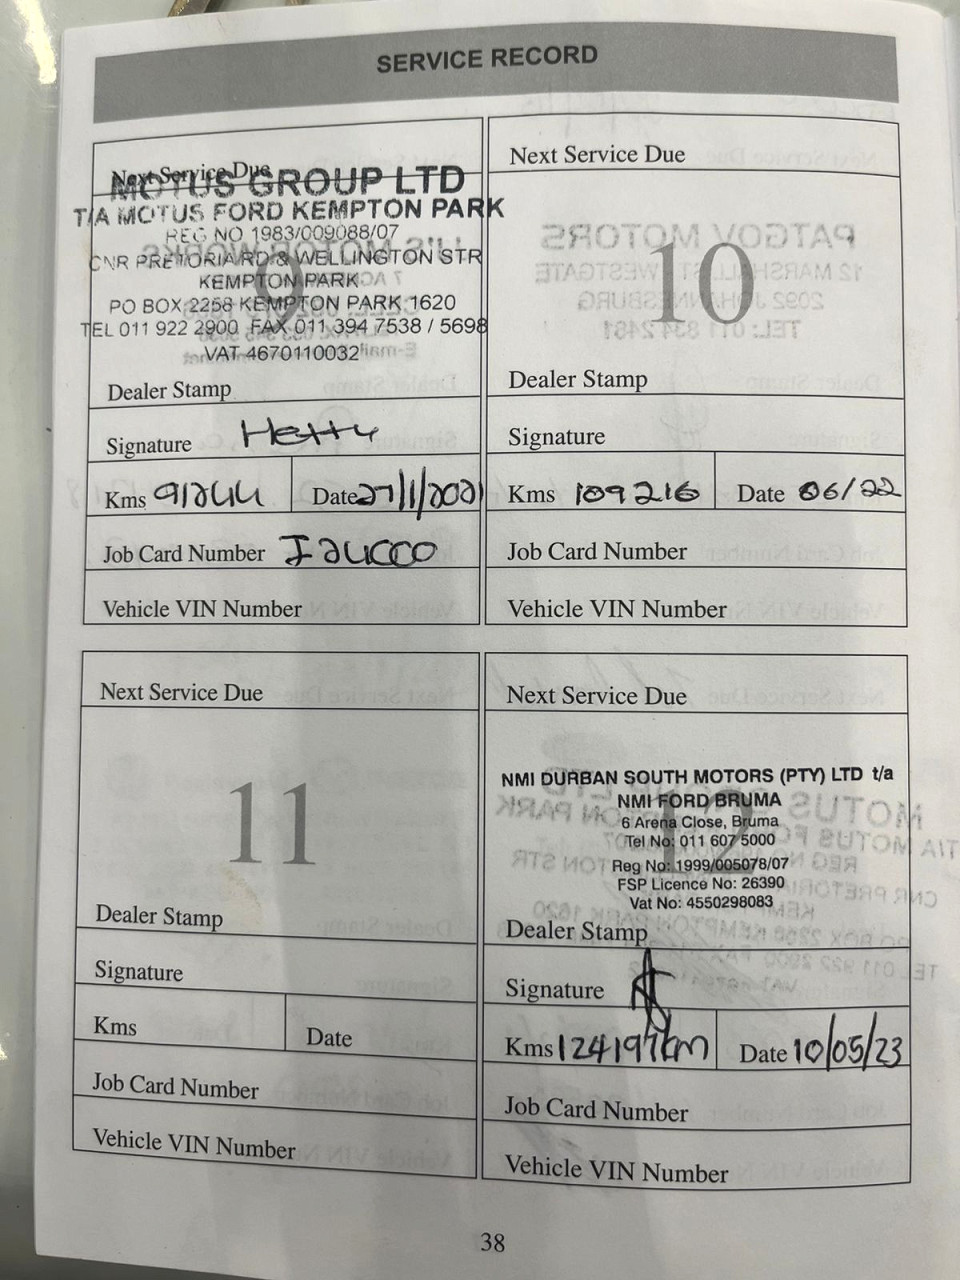 SERVICE RECORD
Next Service Due
MOTUS GROUP LTD
T/A MOTUS FORD KEMPTON PARK
REG NO 1983/009088/07
CNR PRETORIA RD & WELLINGTON STR
KEMPTON PARK
PO BOX 2258 KEMPTON PARK 1620
TEL 011 922 2900 FAX 011 394 7538 / 5698
VAT 4670110032
9
Dealer Stamp
Signature Hetty
Kms 91244 Date 27/1/2021
Job Card Number
Vehicle VIN Number
Next Service Due
10
Dealer Stamp
Signature
Kms 109216 Date 06/22
Job Card Number
Vehicle VIN Number
Next Service Due
11
Dealer Stamp
Signature
Kms Date
Job Card Number
Vehicle VIN Number
Next Service Due
NMI DURBAN SOUTH MOTORS (PTY) LTD t/a
NMI FORD BRUMA
6 Arena Close, Bruma
Tel No: 011 607 5000
12
Reg No: 1999/005078/07
FSP Licence No: 26390
Vat No: 4550298083
Dealer Stamp
Signature
Kms 124197km Date 10/05/23
Job Card Number
Vehicle VIN Number
38